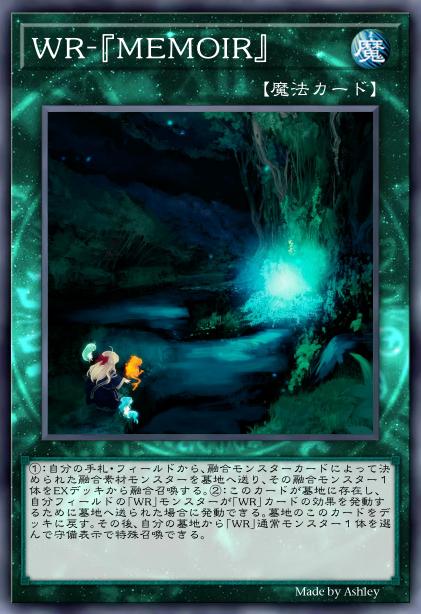 WR-『MEMOIR』
魔
【魔法カード】
①:自分の手札・フィールドから、融合モンスターカードによって決
められた融合素材モンスターを墓地へ送り、その融合モンスター１
体をEXデッキから融合召喚する。②:このカードが墓地に存在し、
自分フィールドの「WR」モンスターが「WR」カードの効果を発動す
るために墓地へ送られた場合に発動できる。墓地のこのカードをデ
ッキに戻す。その後、自分の墓地から「WR」通常モンスター１体を選
んで守備表示で特殊召喚できる。
Made by Ashley